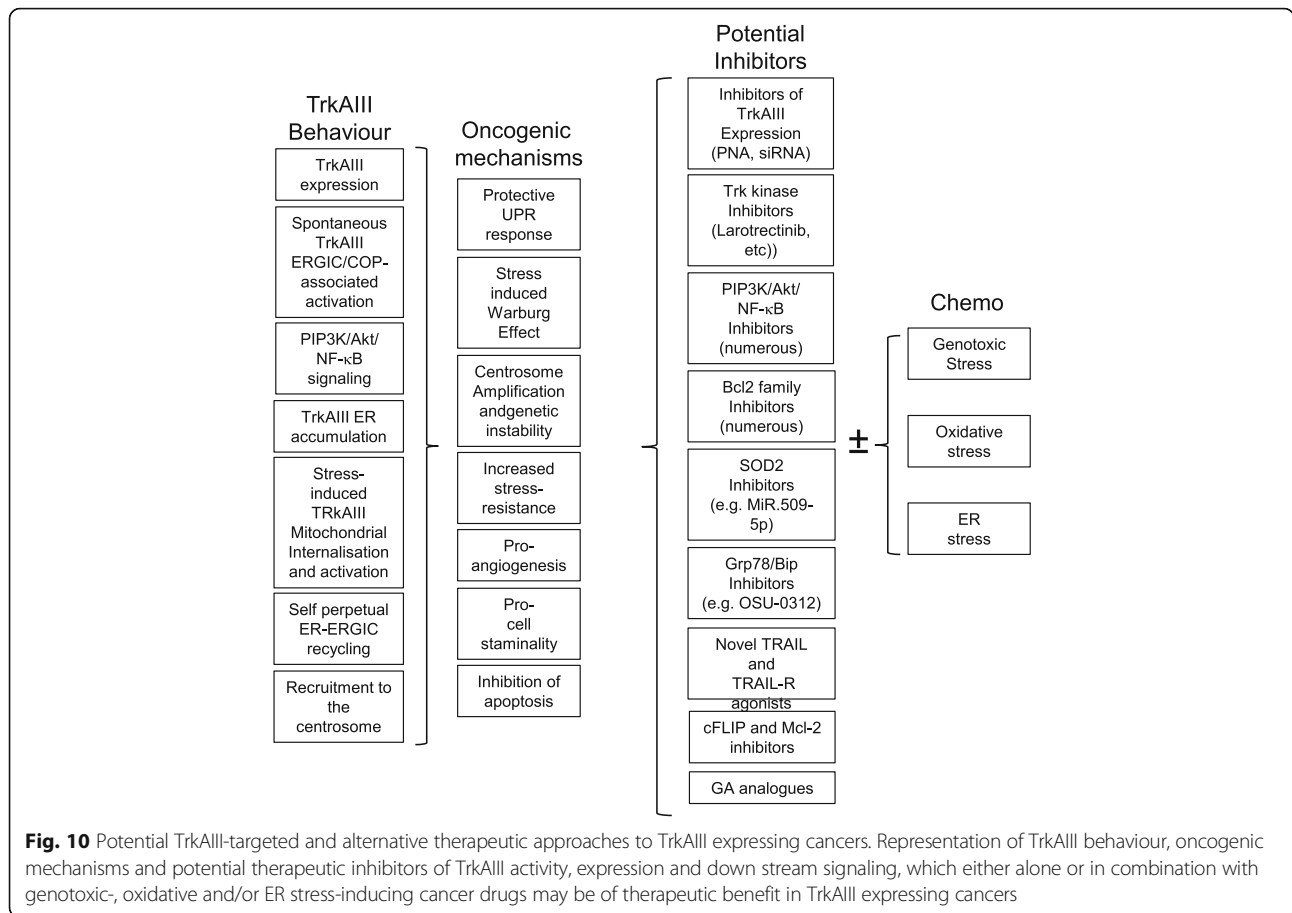 TrkAIII
Behaviour
TrkAIII
expression
Spontaneous
TrkAIII
ERGIC/COP-
associated
activation
PIP3K/Akt/
NF-κB
signaling
TrkAIII ER
accumulation
Stress-
induced
TRkAIII
Mitochondrial
Internalisation
and activation
Self perpetual
ER-ERGIC
recycling
Recruitment to
the
centrosome
Oncogenic
mechanisms
Protective
UPR
response
Stress
induced
Warburg
Effect
Centrosome
Amplification
andgenetic
instability
Increased
stress-
resistance
Pro-
angiogenesis
Pro-
cell
staminality
Inhibition of
apoptosis
Potential
Inhibitors
Inhibitors of
TrkAIII
Expression
(PNA, siRNA)
Trk kinase
Inhibitors
(Larotrectinib,
etc))
PIP3K/Akt/
NF-κB
Inhibitors
(numerous)
Bcl2 family
Inhibitors
(numerous)
SOD2
Inhibitors
(e.g. MiR.509-
5p)
Grp78/Bip
Inhibitors
(e.g. OSU-0312)
Novel TRAIL
and
TRAIL-R
agonists
cFLIP and Mcl-2
inhibitors
GA analogues
±
Chemo
Genotoxic
Stress
Oxidative
stress
ER
stress
Fig. 10 Potential TrkAIII-targeted and alternative therapeutic approaches to TrkAIII expressing cancers. Representation of TrkAIII behaviour, oncogenic
mechanisms and potential therapeutic inhibitors of TrkAIII activity, expression and down stream signaling, which either alone or in combination with
genotoxic-, oxidative and/or ER stress-inducing cancer drugs may be of therapeutic benefit in TrkAIII expressing cancers